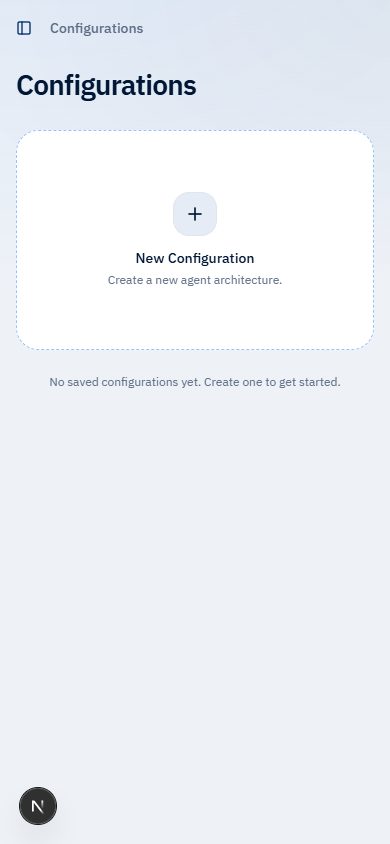 Configurations
Configurations
New Configuration
Create a new agent architecture.
No saved configurations yet. Create one to get started.
N